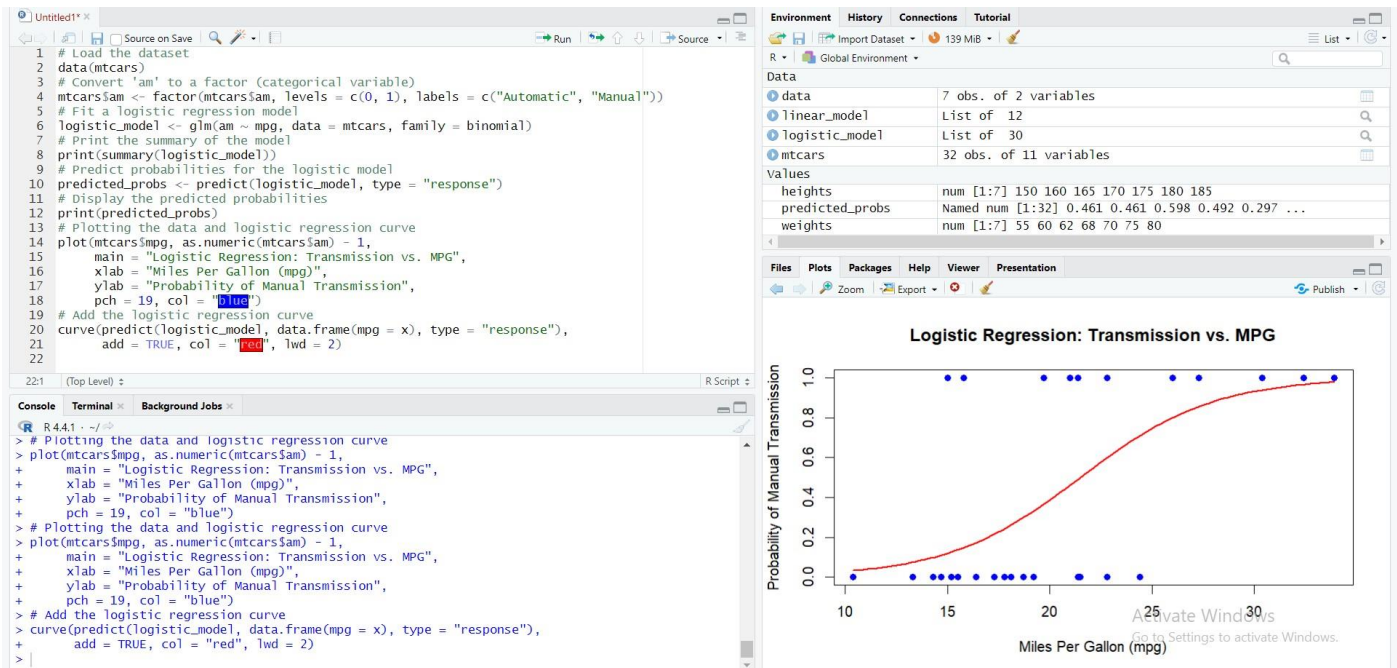 Untitled1*
Source on Save
Run
Source
1 # Load the dataset
2 data(mtcars)
3 # Convert 'am' to a factor (categorical variable)
4 mtcars$am <- factor(mtcars$am, levels = c(0, 1), labels = c("Automatic", "Manual"))
5 # Fit a logistic regression model
6 logistic_model <- glm(am ~ mpg, data = mtcars, family = binomial)
7 # Print the summary of the model
8 print(summary(logistic_model))
9 # Predict probabilities for the logistic model
10 predicted_probs <- predict(logistic_model, type = "response")
11 # Display the predicted probabilities
12 print(predicted_probs)
13 # Plotting the data and logistic regression curve
14 plot(mtcars$mpg, as.numeric(mtcars$am) - 1,
15 main = "Logistic Regression: Transmission vs. MPG",
16 xlab = "Miles Per Gallon (mpg)",
17 ylab = "Probability of Manual Transmission",
18 pch = 19, col = "blue")
19 # Add the logistic regression curve
20 curve(predict(logistic_model, data.frame(mpg = x), type = "response"),
21 add = TRUE, col = "red", lwd = 2)
22
22:1 (Top Level) R Script
Console Terminal Background Jobs
R 4.4.1 · ~/
> # Plotting the data and logistic regression curve
> plot(mtcars$mpg, as.numeric(mtcars$am) - 1,
+ main = "Logistic Regression: Transmission vs. MPG",
+ xlab = "Miles Per Gallon (mpg)",
+ ylab = "Probability of Manual Transmission",
+ pch = 19, col = "blue")
> # Plotting the data and logistic regression curve
> plot(mtcars$mpg, as.numeric(mtcars$am) - 1,
+ main = "Logistic Regression: Transmission vs. MPG",
+ xlab = "Miles Per Gallon (mpg)",
+ ylab = "Probability of Manual Transmission",
+ pch = 19, col = "blue")
> # Add the logistic regression curve
> curve(predict(logistic_model, data.frame(mpg = x), type = "response"),
+ add = TRUE, col = "red", lwd = 2)
>
Environment History Connections Tutorial
Import Dataset 139 MiB List
R Global Environment
Data
data 7 obs. of 2 variables
linear_model List of 12
logistic_model List of 30
mtcars 32 obs. of 11 variables
Values
heights num [1:7] 150 160 165 170 175 180 185
predicted_probs Named num [1:32] 0.461 0.461 0.598 0.492 0.297 ...
weights num [1:7] 55 60 62 68 70 75 80
Files Plots Packages Help Viewer Presentation
Zoom Export Publish
Logistic Regression: Transmission vs. MPG
Probability of Manual Transmission
1.0
0.8
0.6
0.4
0.2
0.0
10 15 20 25 30
Miles Per Gallon (mpg)
Activate Windows
Go to Settings to activate Windows.